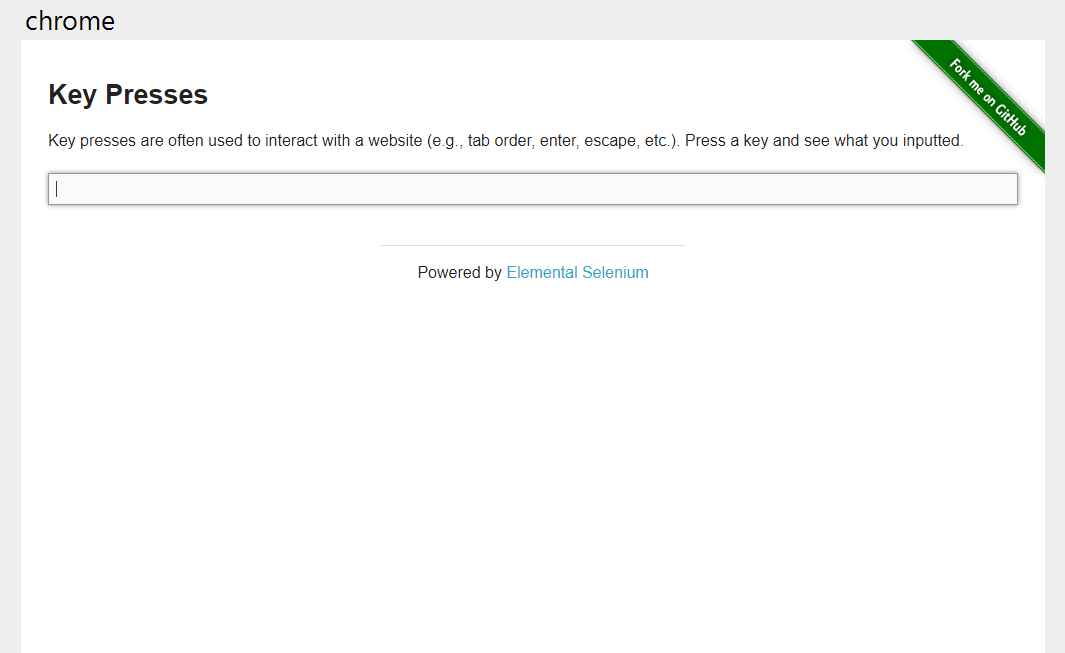 chrome
Fork me on GitHub
Key Presses
Key presses are often used to interact with a website (e.g., tab order, enter, escape, etc.). Press a key and see what you inputted.
Powered by Elemental Selenium